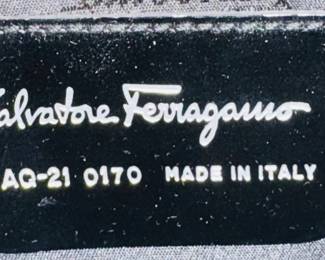 Salvatore Ferragamo
AQ-21 0170 MADE IN ITALY